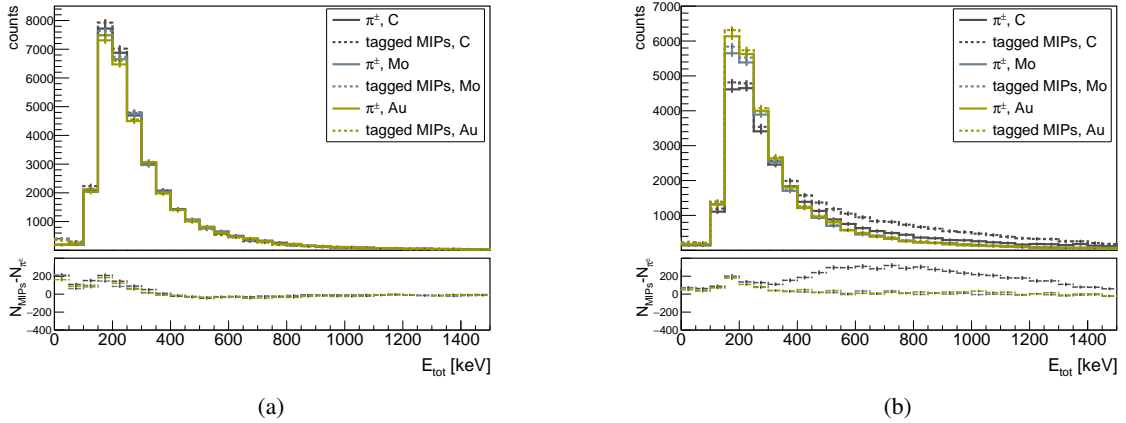 counts
8000
7000
6000
5000
4000
3000
2000
1000
π±, C
tagged MIPs, C
π±, Mo
tagged MIPs, Mo
π±, Au
tagged MIPs, Au
N_MIPs-N_π±
200
0
−200
−400
0 200 400 600 800 1000 1200 1400
E_tot [keV]
(a)
counts
7000
6000
5000
4000
3000
2000
1000
0
π±, C
tagged MIPs, C
π±, Mo
tagged MIPs, Mo
π±, Au
tagged MIPs, Au
N_MIPs-N_π±
200
0
−200
−400
0 200 400 600 800 1000 1200 1400
E_tot [keV]
(b)